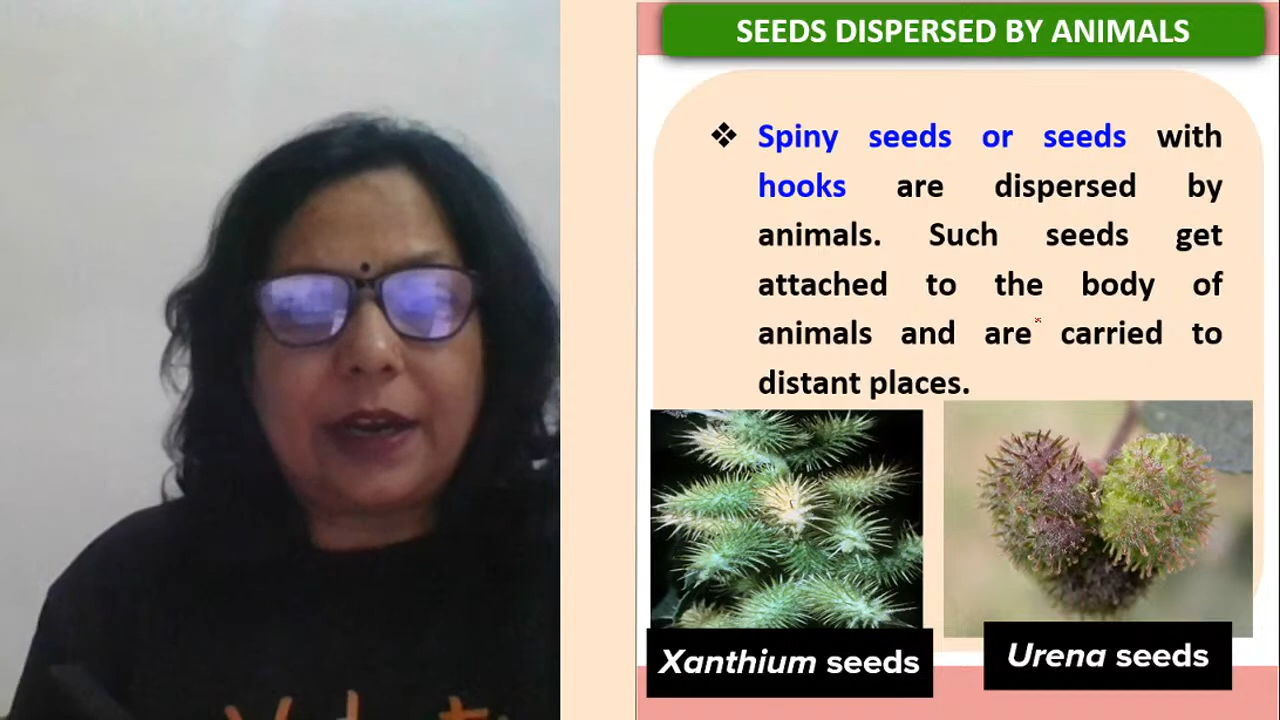 SEEDS DISPERSED BY ANIMALS
❖ Spiny seeds or seeds with
hooks are dispersed by
animals. Such seeds get
attached to the body of
animals and are carried to
distant places.
Xanthium seeds
Urena seeds